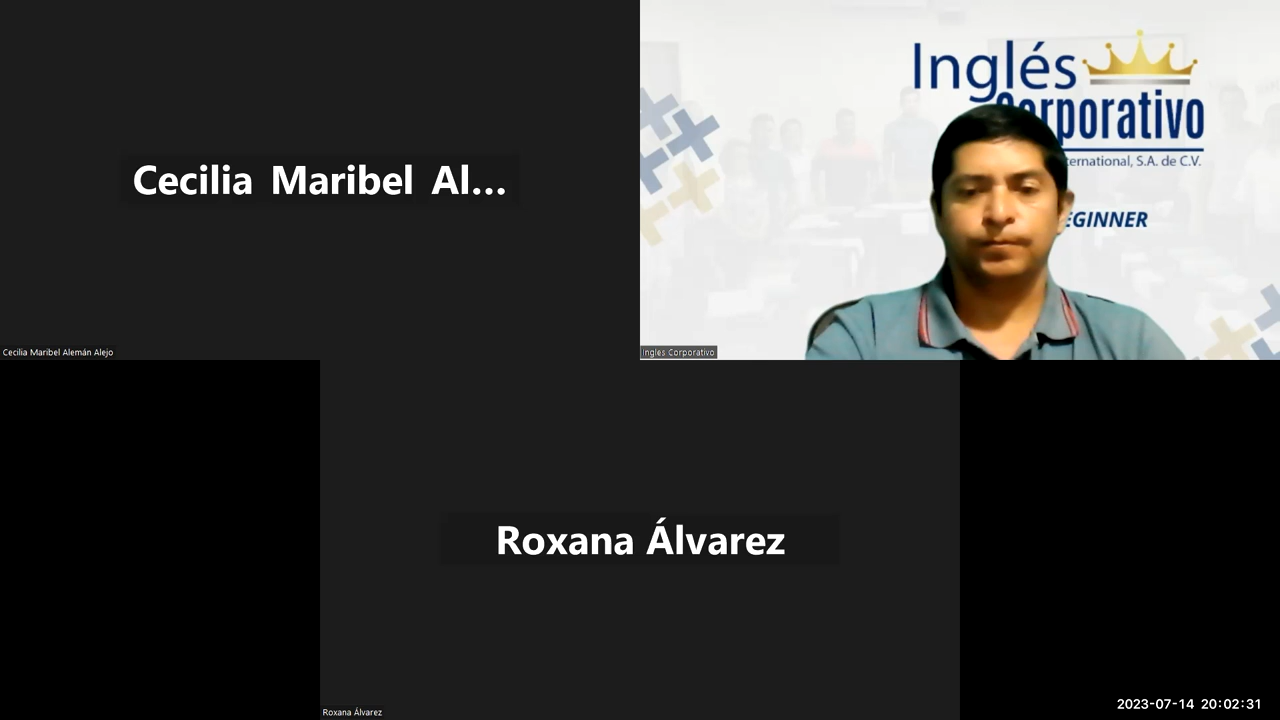 Cecilia Maribel Al...
Cecilia Maribel Alemán Alejo
Inglés
Corporativo
ternational, S.A. de C.V.
EGINNER
Ingles Corporativo
Roxana Álvarez
Roxana Álvarez
2023-07-14 20:02:31